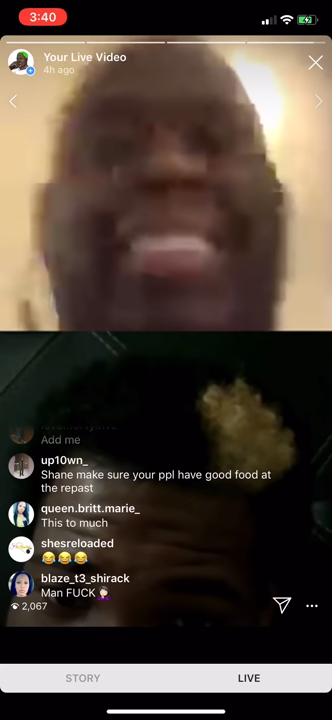 3:40
Your Live Video
4h ago
Add me
up10wn_
Shane make sure your ppl have good food at
the repast
queen.britt.marie_
This to much
shesreloaded
😂😂😂
blaze_t3_shirack
Man FUCK 🤦🏻‍♀️
2,067
STORY
LIVE